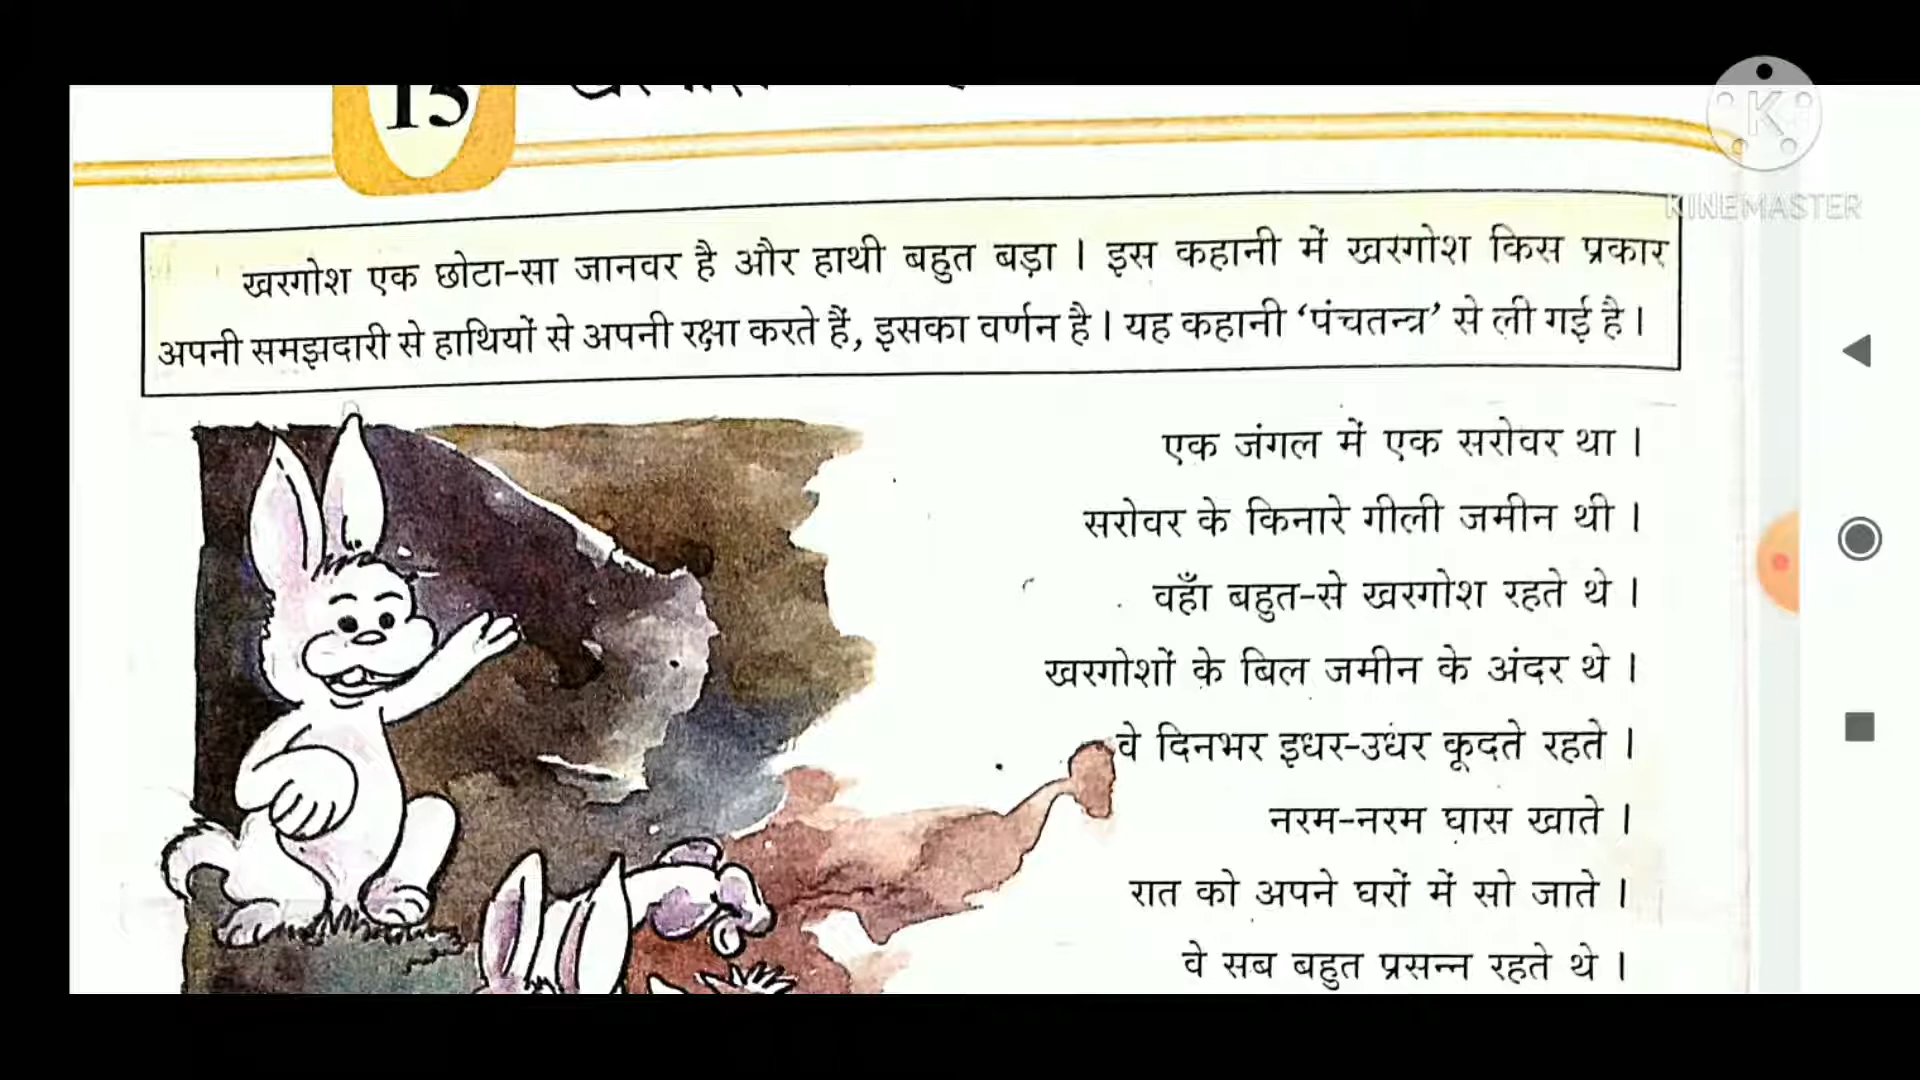 15
KINEMASTER
खरगोश एक छोटा-सा जानवर है और हाथी बहुत बड़ा । इस कहानी में खरगोश किस प्रकार
अपनी समझदारी से हाथियों से अपनी रक्षा करते हैं, इसका वर्णन है । यह कहानी ‘पंचतन्त्र’ से ली गई है ।
एक जंगल में एक सरोवर था ।
सरोवर के किनारे गीली जमीन थी ।
वहाँ बहुत-से खरगोश रहते थे ।
खरगोशों के बिल जमीन के अंदर थे ।
वे दिनभर इधर-उधर कूदते रहते ।
नरम-नरम घास खाते ।
रात को अपने घरों में सो जाते ।
वे सब बहुत प्रसन्न रहते थे ।